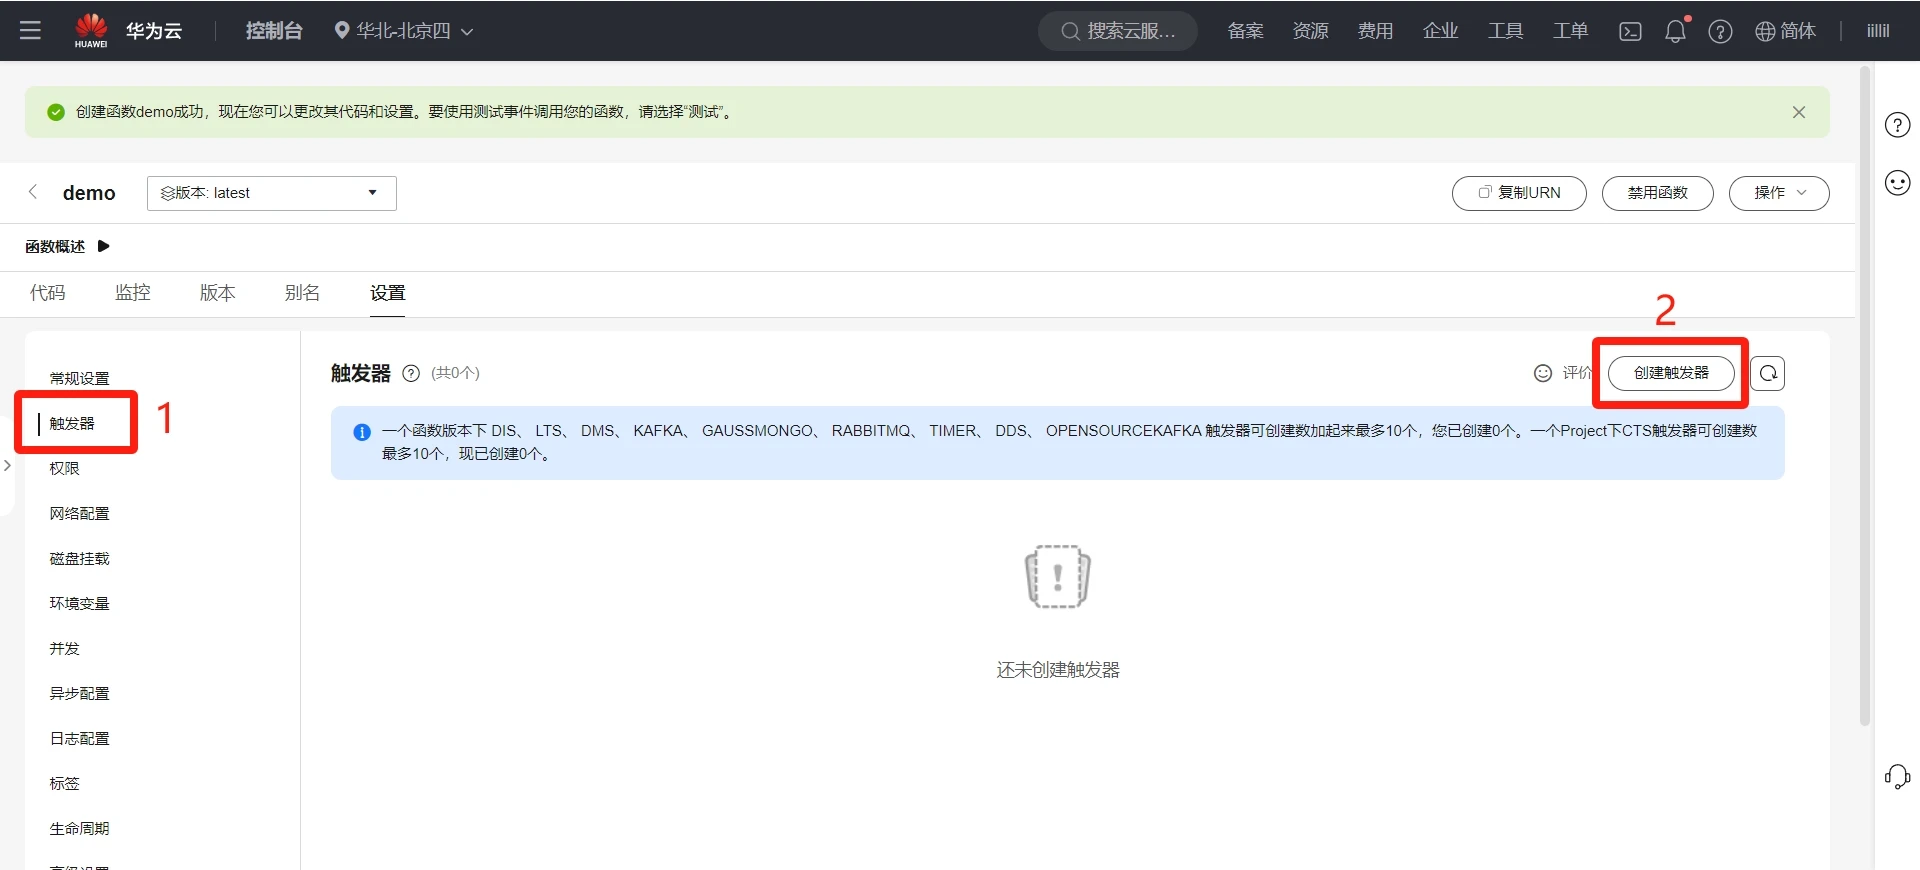 HUAWEI 华为云 控制台 华北-北京四 搜索云服... 备案 资源 费用 企业 工具 工单 简体 iillil
创建函数demo成功，现在您可以更改其代码和设置。要使用测试事件调用您的函数，请选择“测试”。
demo 版本: latest 复制URN 禁用函数 操作
函数概述
代码 监控 版本 别名 设置
2
常规设置
触发器
1
权限
网络配置
磁盘挂载
环境变量
并发
异步配置
日志配置
标签
生命周期
高级设置
触发器 (共0个) 评价 创建触发器
一个函数版本下 DIS、 LTS、 DMS、 KAFKA、 GAUSSMONGO、 RABBITMQ、 TIMER、 DDS、 OPENSOURCEKAFKA 触发器可创建数加起来最多10个，您已创建0个。一个Project下CTS触发器可创建数
最多10个，现已创建0个。
还未创建触发器